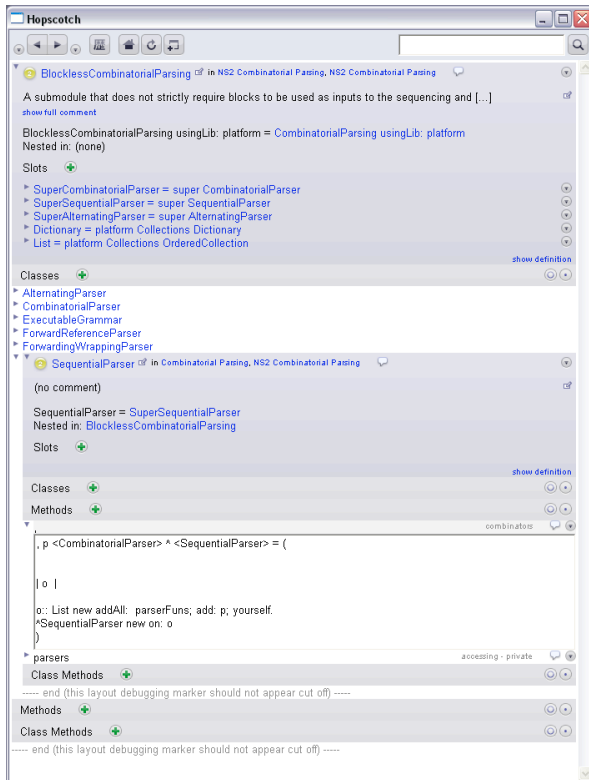 Hopscotch
BlocklessCombinatorialParsing in NS2 Combinatorial Parsing, NS2 Combinatorial Parsing
A submodule that does not strictly require blocks to be used as inputs to the sequencing and [...]
show full comment
BlocklessCombinatorialParsing usingLib: platform = CombinatorialParsing usingLib: platform
Nested in: (none)
Slots
SuperCombinatorialParser = super CombinatorialParser
SuperSequentialParser = super SequentialParser
SuperAlternatingParser = super AlternatingParser
Dictionary = platform Collections Dictionary
List = platform Collections OrderedCollection
show definition
Classes
AlternatingParser
CombinatorialParser
ExecutableGrammar
ForwardReferenceParser
ForwardingWrappingParser
SequentialParser in Combinatorial Parsing, NS2 Combinatorial Parsing
(no comment)
SequentialParser = SuperSequentialParser
Nested in: BlocklessCombinatorialParsing
Slots
show definition
Classes
Methods
, combinators
, p <CombinatorialParser> ^ <SequentialParser> = (
| o |
o:: List new addAll: parserFuns; add: p; yourself.
^SequentialParser new on: o
)
parsers accessing - private
Class Methods
----- end (this layout debugging marker should not appear cut off) -----
Methods
Class Methods
----- end (this layout debugging marker should not appear cut off) -----